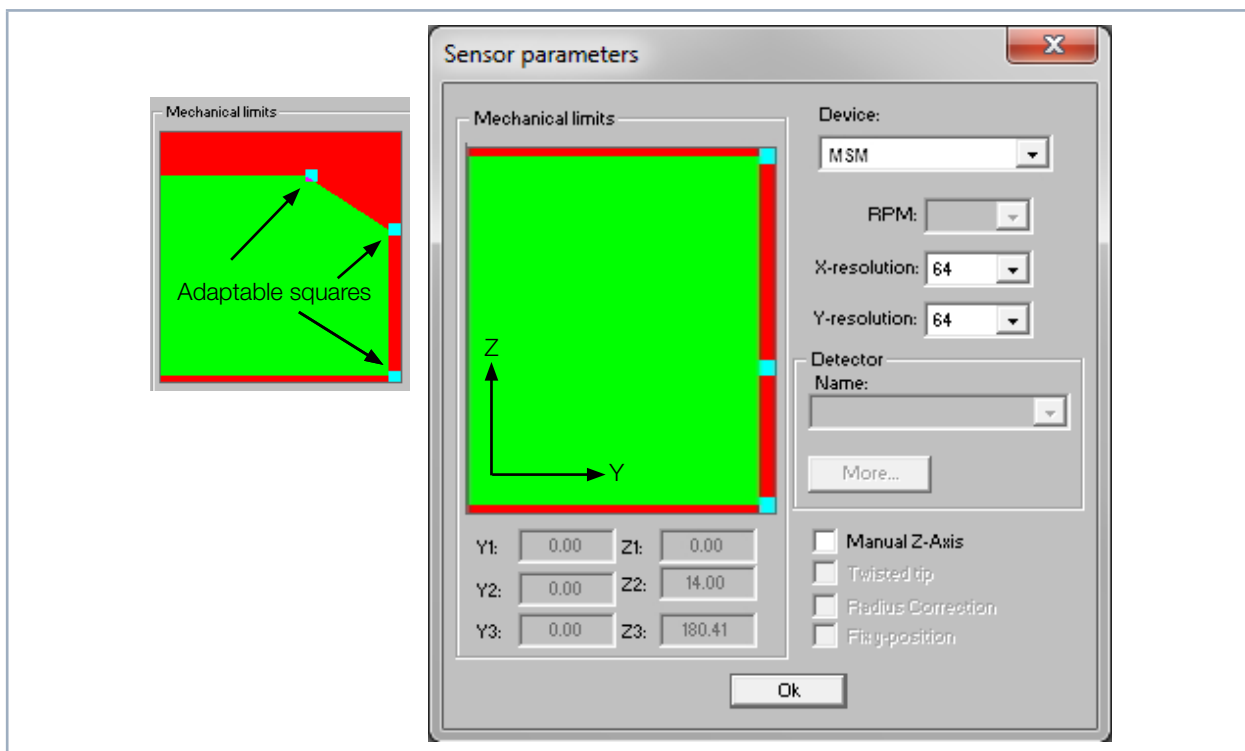 Mechanical limits
Adaptable squares
Sensor parameters
Mechanical limits
Z
Y
Y1: 0.00 Z1: 0.00
Y2: 0.00 Z2: 14.00
Y3: 0.00 Z3: 180.41
Device:
MSM
RPM:
X-resolution: 64
Y-resolution: 64
Detector
Name:
More...
Manual Z-Axis
Twisted tip
Radius Correction
Fix y-position
Ok